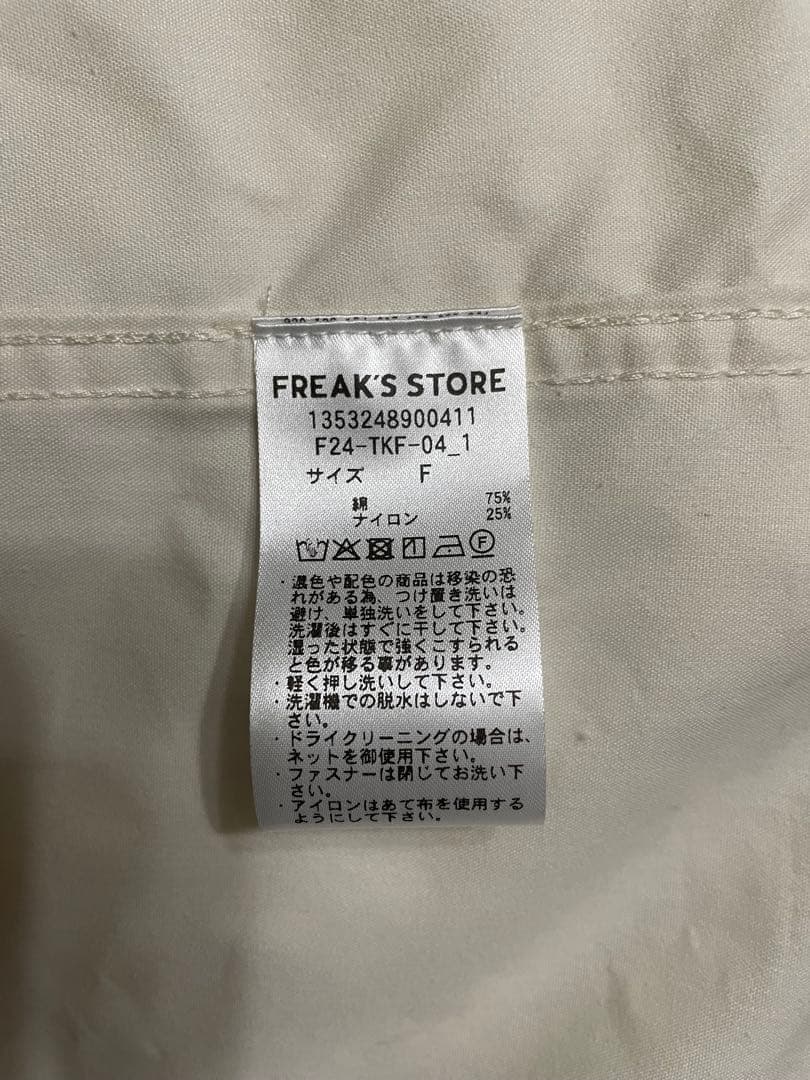 FREAK'S STORE
1353248900411
F24-TKF-04_1
サイズ F
綿 75%
ナイロン 25%
F
・濃色や配色の商品は移染の恐
れがある為、つけ置き洗いは
避け、単独洗いをして下さい。
洗濯後はすぐに干して下さい。
湿った状態で強くこすられる
と色が移る事があります。
・軽く押し洗いして下さい。
・洗濯機での脱水はしないで下
さい。
・ドライクリーニングの場合は、
ネットを御使用下さい。
・ファスナーは閉じてお洗い下
さい。
・アイロンはあて布を使用する
ようにして下さい。